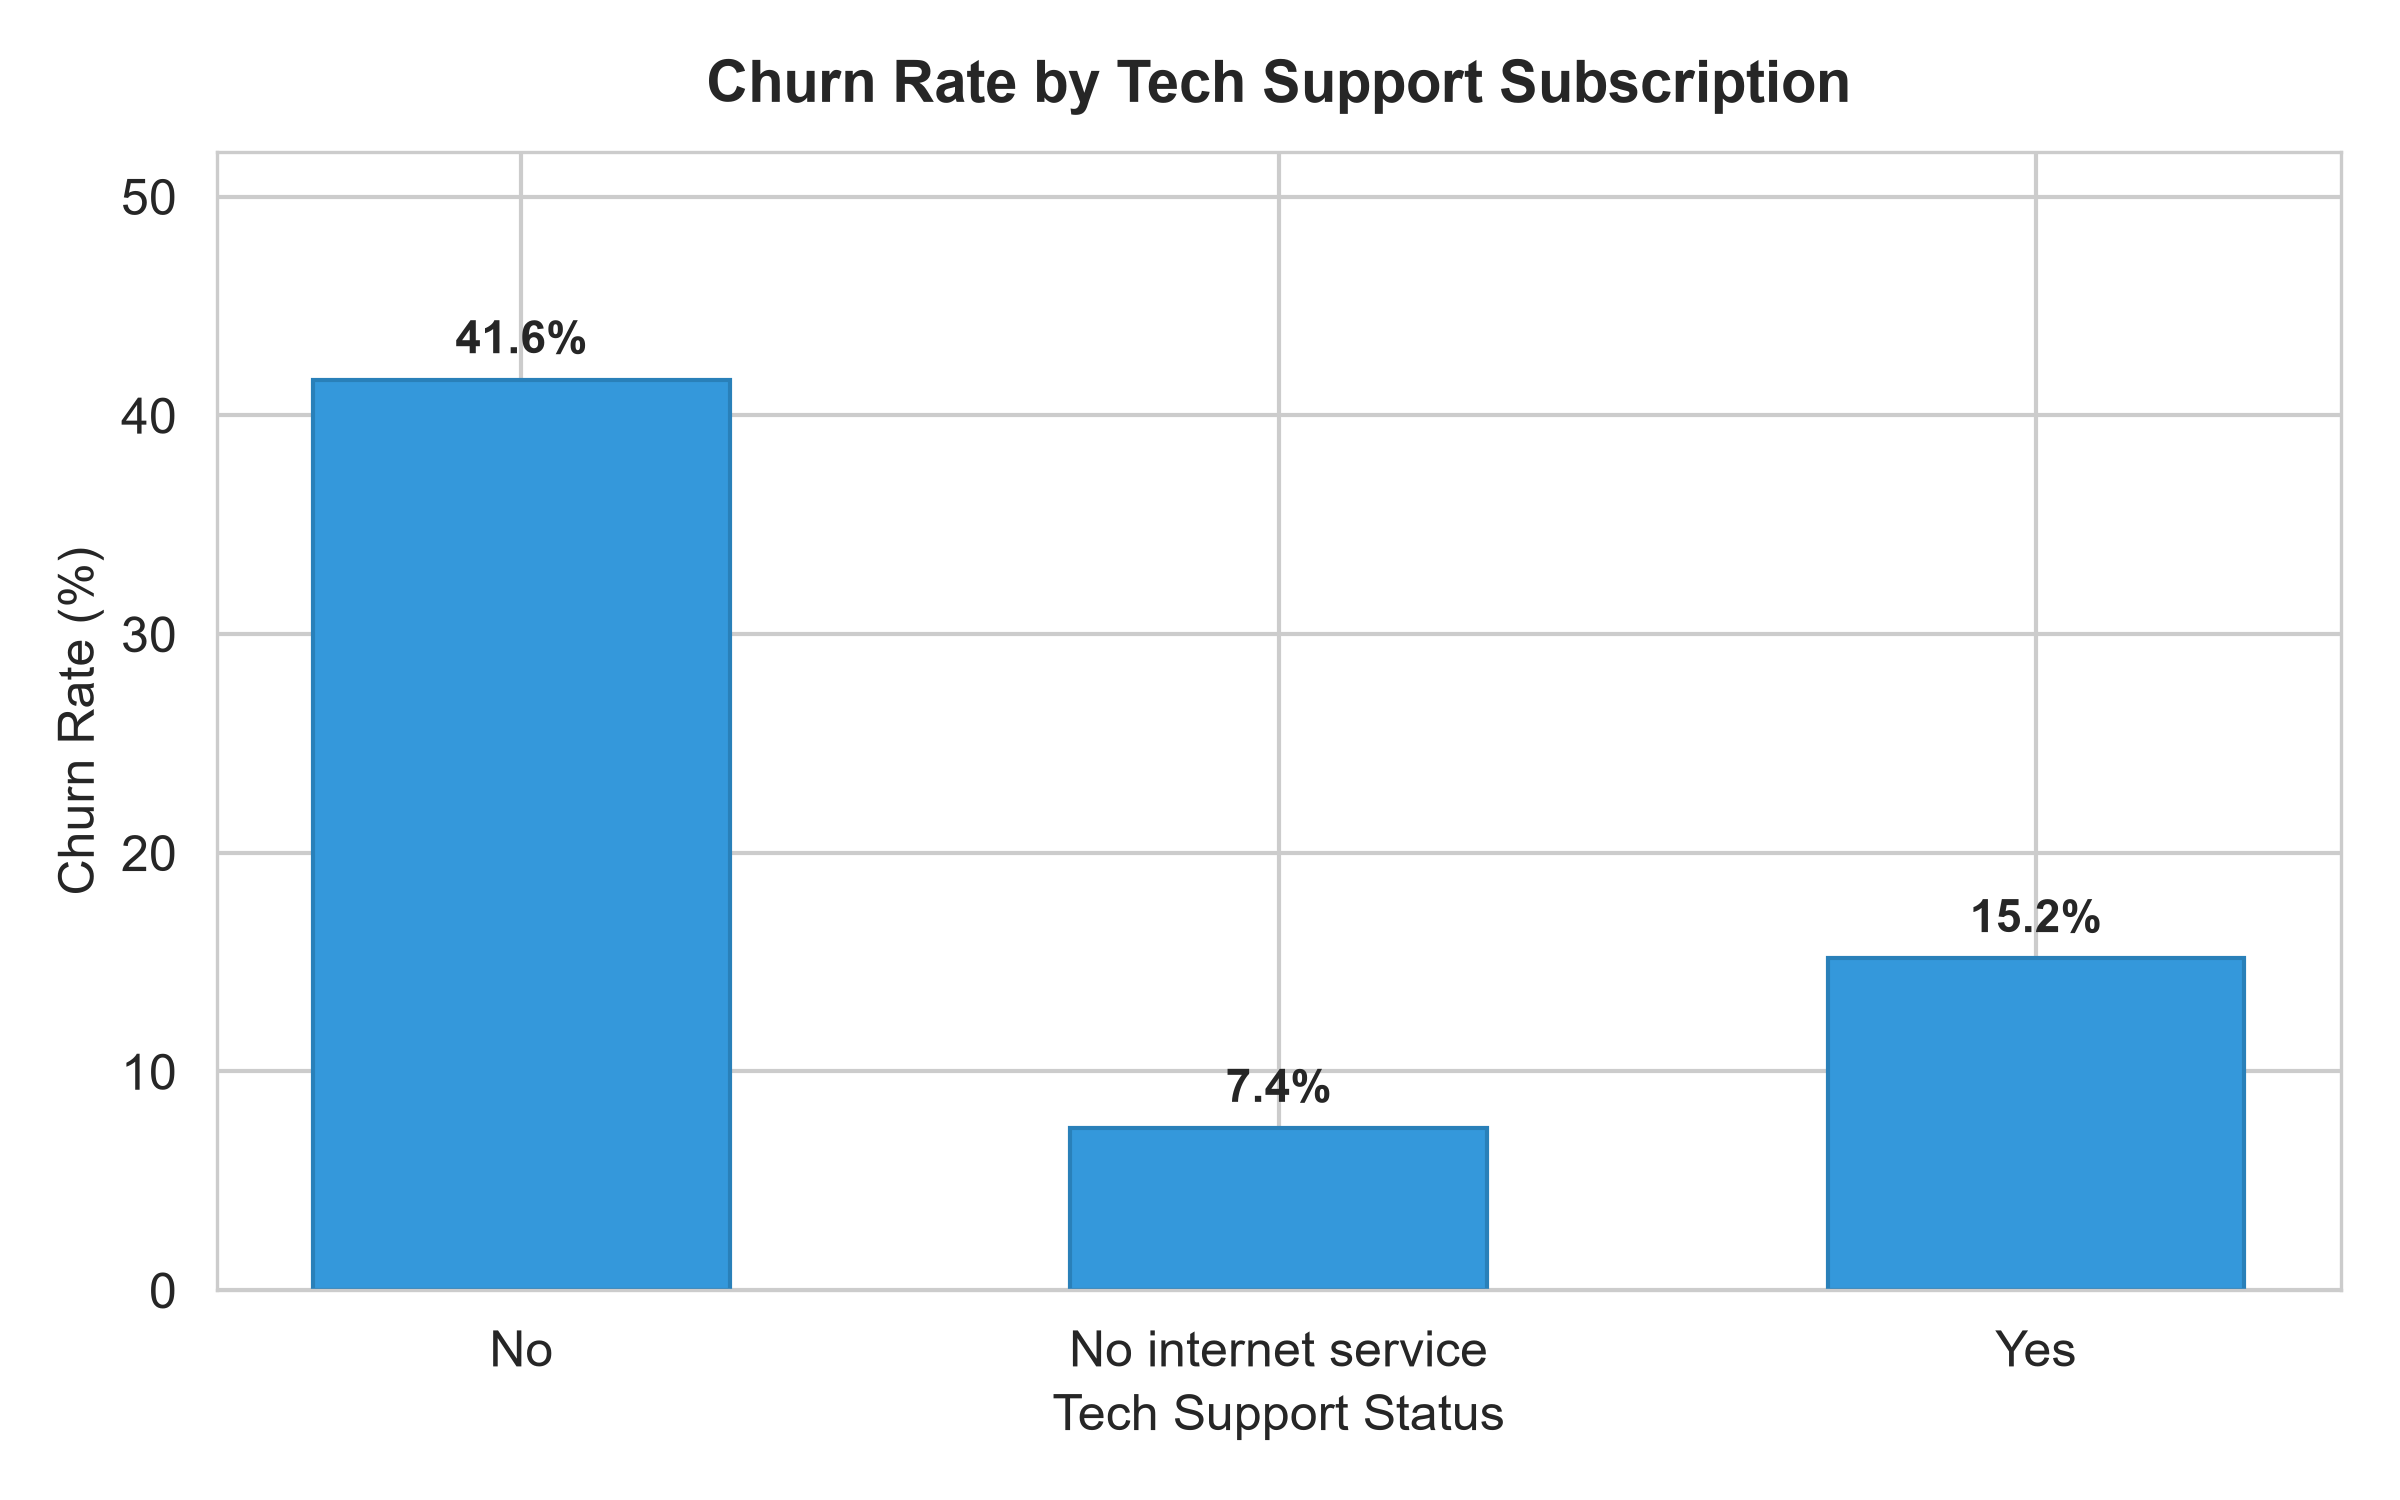 Churn Rate by Tech Support Subscription
Churn Rate (%)
50
40
30
20
10
0
41.6%
7.4%
15.2%
No
No internet service
Yes
Tech Support Status